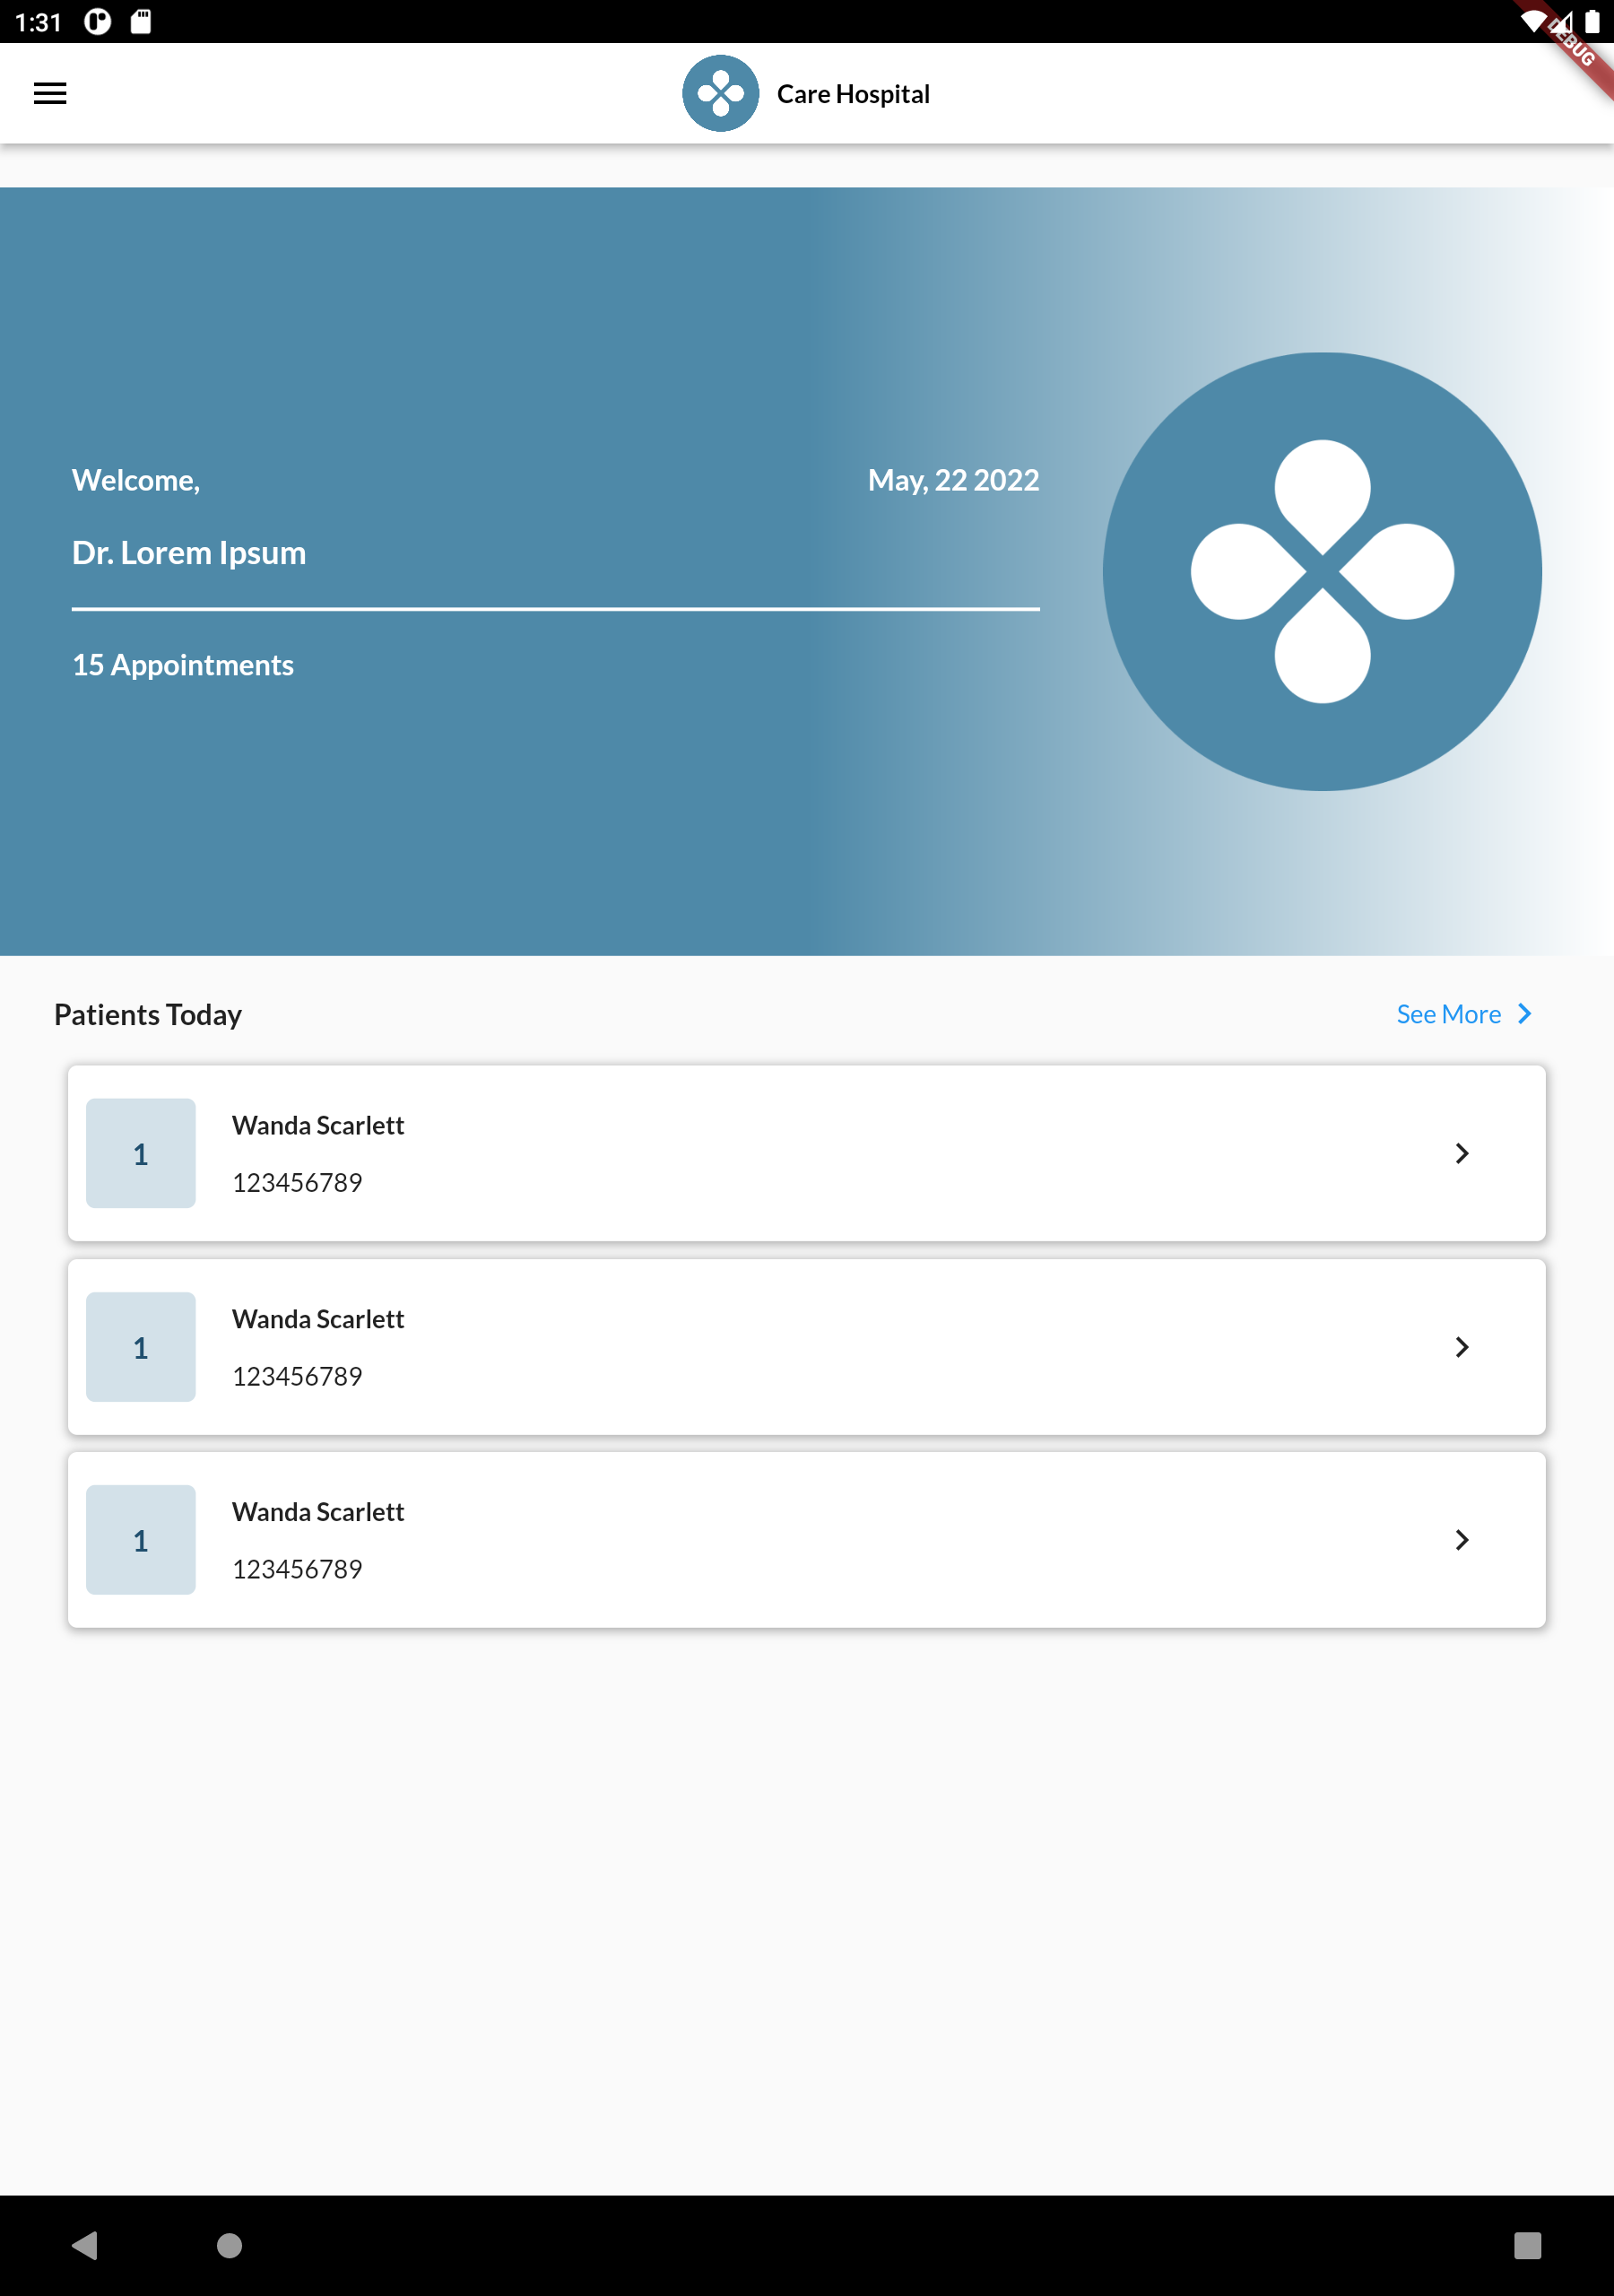 1:31
DEBUG
Care Hospital
Welcome,
May, 22 2022
Dr. Lorem Ipsum
15 Appointments
Patients Today
See More
1
Wanda Scarlett
123456789
1
Wanda Scarlett
123456789
1
Wanda Scarlett
123456789